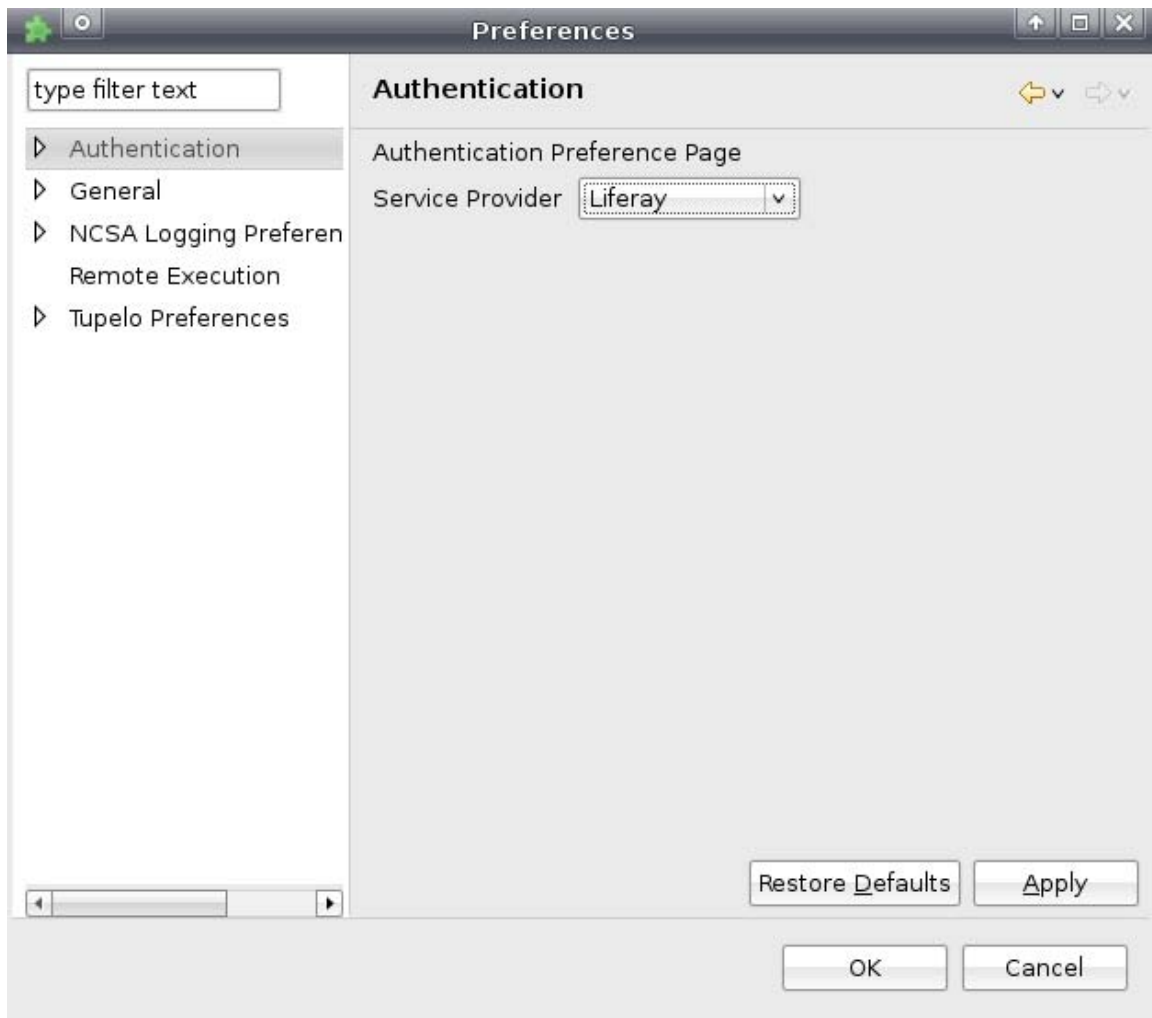 Preferences
type filter text
Authentication
General
NCSA Logging Preferen
Remote Execution
Tupelo Preferences
Authentication
Authentication Preference Page
Service Provider Liferay
Restore Defaults Apply
OK Cancel